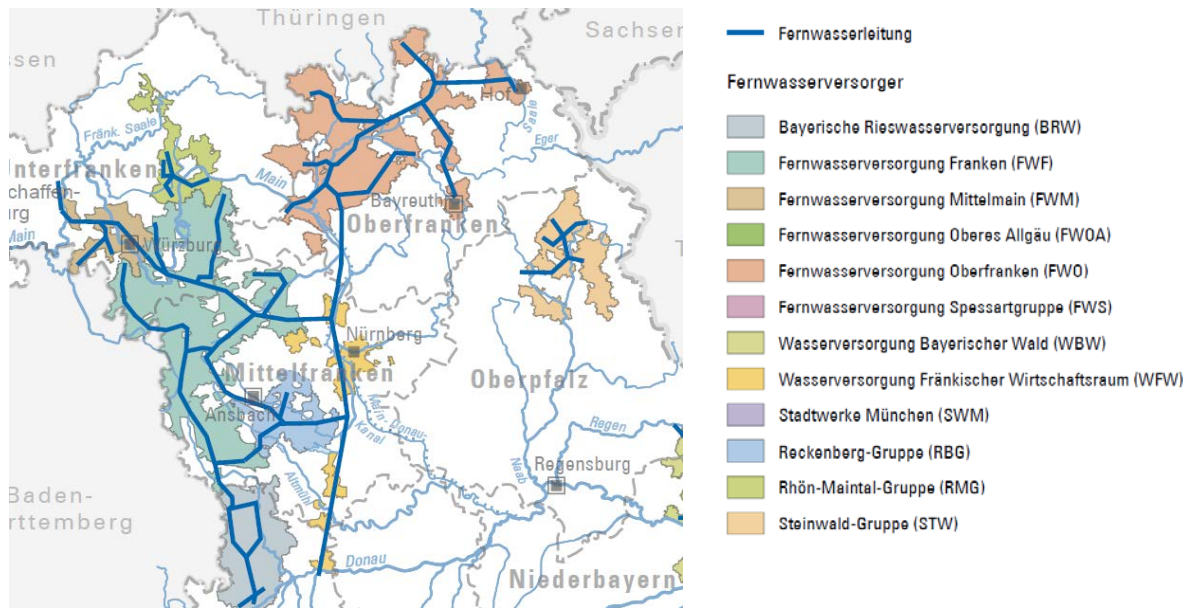 Thüringen
Sachsen
ssen
Hof
Saale
Fränk. Saale
Eger
Unterfranken
schaffen-
urg
Main
Main
Bayreuth
Oberfranken
Würzburg
Nürnberg
Mittelfranken
Oberpfalz
Ansbach
Main-Donau-
Kanal
Regen
Naab
Regensburg
Altmühl
Baden-
rttemberg
Donau
Niederbayern
Fernwasserleitung
Fernwasserversorger
Bayerische Rieswasserversorgung (BRW)
Fernwasserversorgung Franken (FWF)
Fernwasserversorgung Mittelmain (FWM)
Fernwasserversorgung Oberes Allgäu (FWOA)
Fernwasserversorgung Oberfranken (FWO)
Fernwasserversorgung Spessartgruppe (FWS)
Wasserversorgung Bayerischer Wald (WBW)
Wasserversorgung Fränkischer Wirtschaftsraum (WFW)
Stadtwerke München (SWM)
Reckenberg-Gruppe (RBG)
Rhön-Maintal-Gruppe (RMG)
Steinwald-Gruppe (STW)